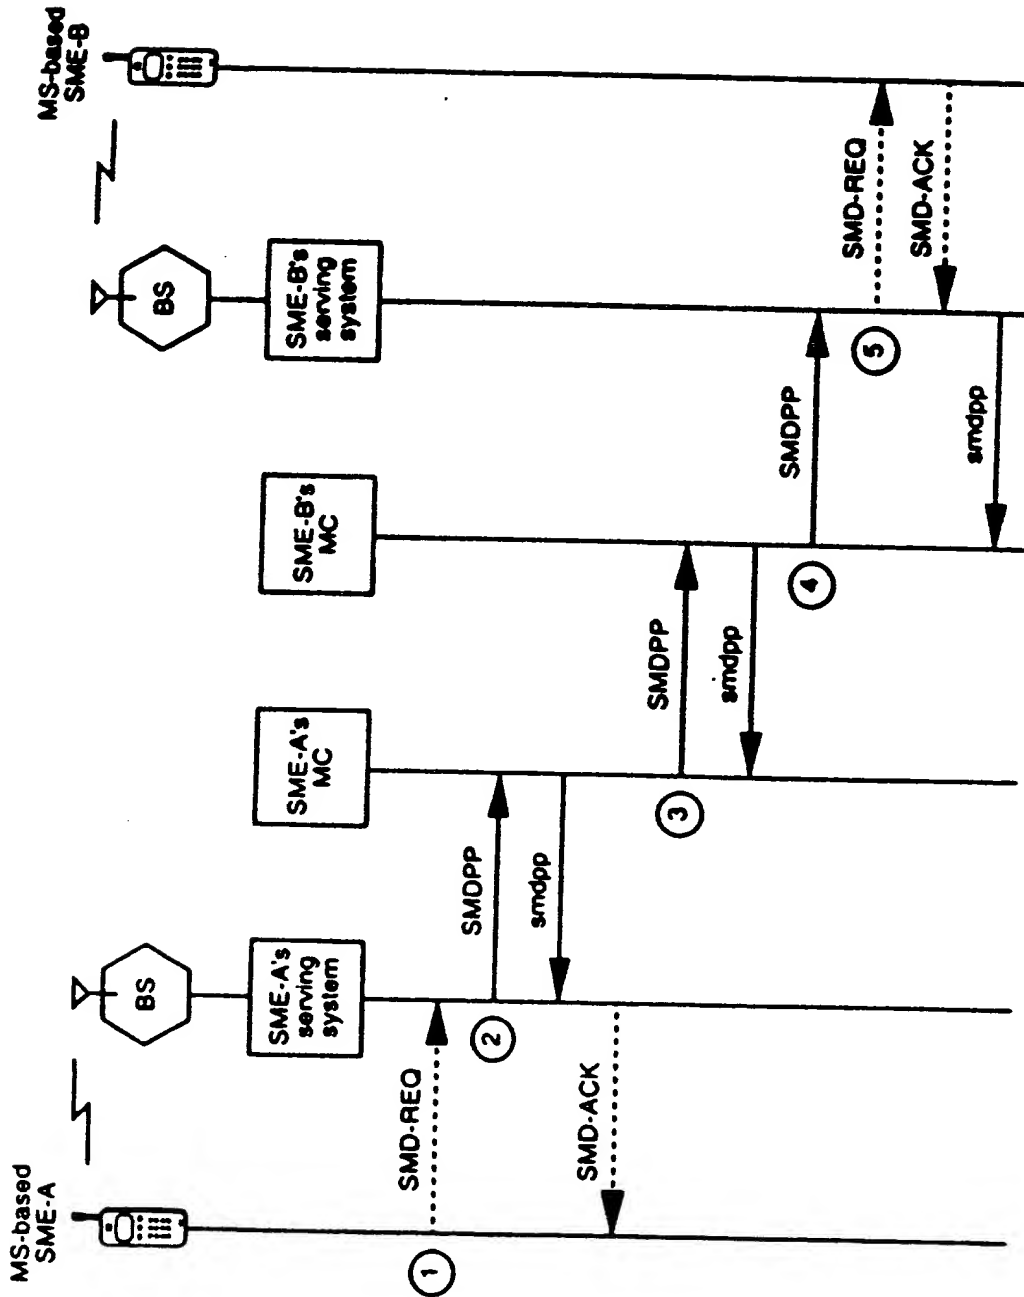 MS-based
SME-A
BS
SME-A's
serving
system
SME-A's
MC
SME-B's
MC
BS
SME-B's
serving
system
MS-based
SME-B
1
SMD-REQ
2
SMDPP
smdpp
SMD-ACK
3
SMDPP
smdpp
4
SMDPP
5
SMD-REQ
SMD-ACK
smdpp